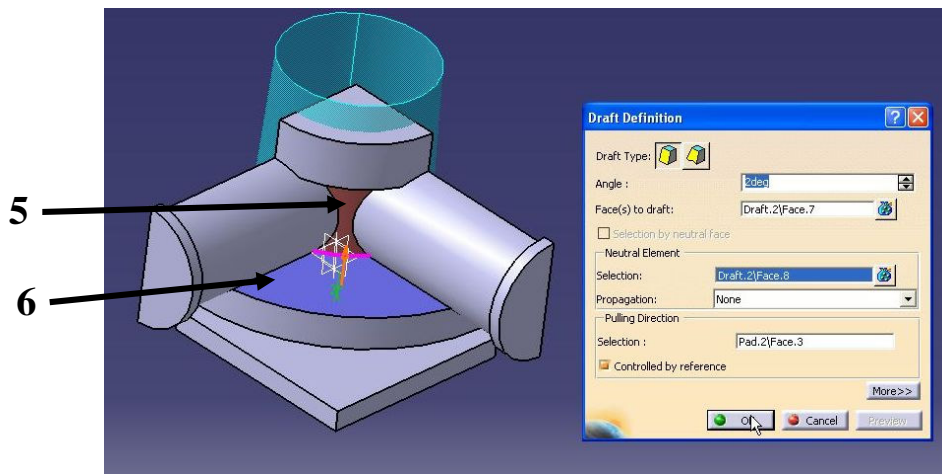 5
6
Draft Definition
Draft Type:
Angle : 2deg
Face(s) to draft: Draft.2\Face.7
Selection by neutral face
Neutral Element
Selection: Draft.2\Face.8
Propagation: None
Pulling Direction
Selection : Pad.2\Face.3
Controlled by reference
More>>
Cancel Preview